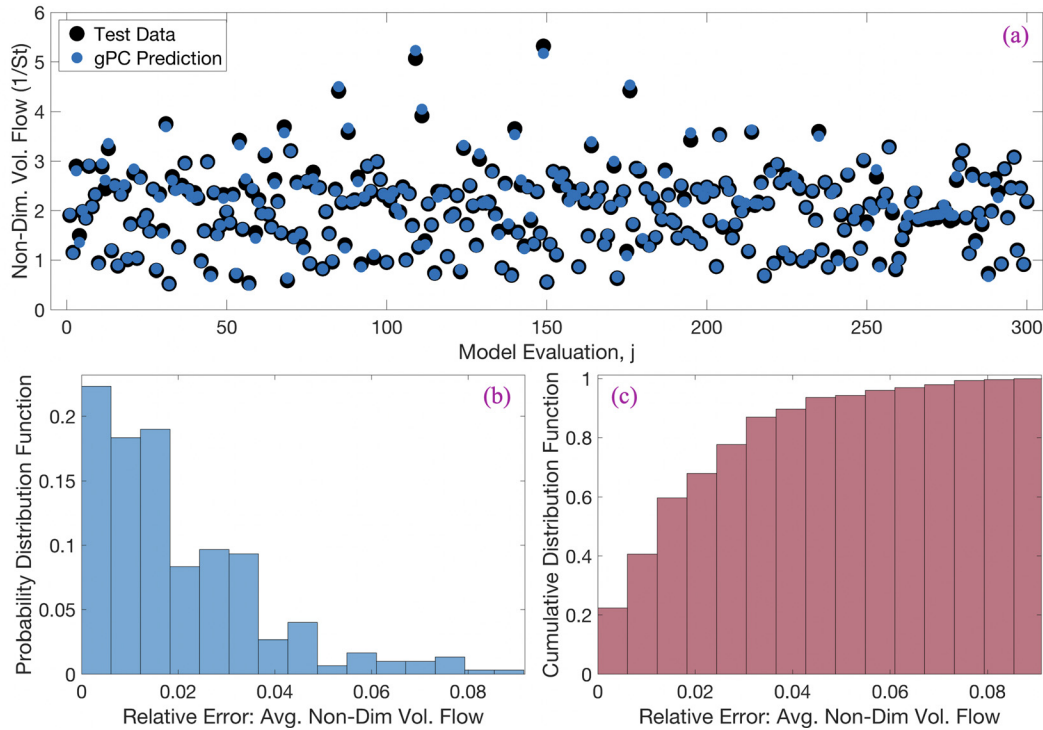 6
5
4
3
2
1
0
Non-Dim. Vol. Flow (1/St)
Test Data
gPC Prediction
(a)
0 50 100 150 200 250 300
Model Evaluation, j
0.2
0.15
0.1
0.05
0
Probability Distribution Function
(b)
0 0.02 0.04 0.06 0.08
Relative Error: Avg. Non-Dim Vol. Flow
1
0.8
0.6
0.4
0.2
0
Cumulative Distribution Function
(c)
0 0.02 0.04 0.06 0.08
Relative Error: Avg. Non-Dim Vol. Flow